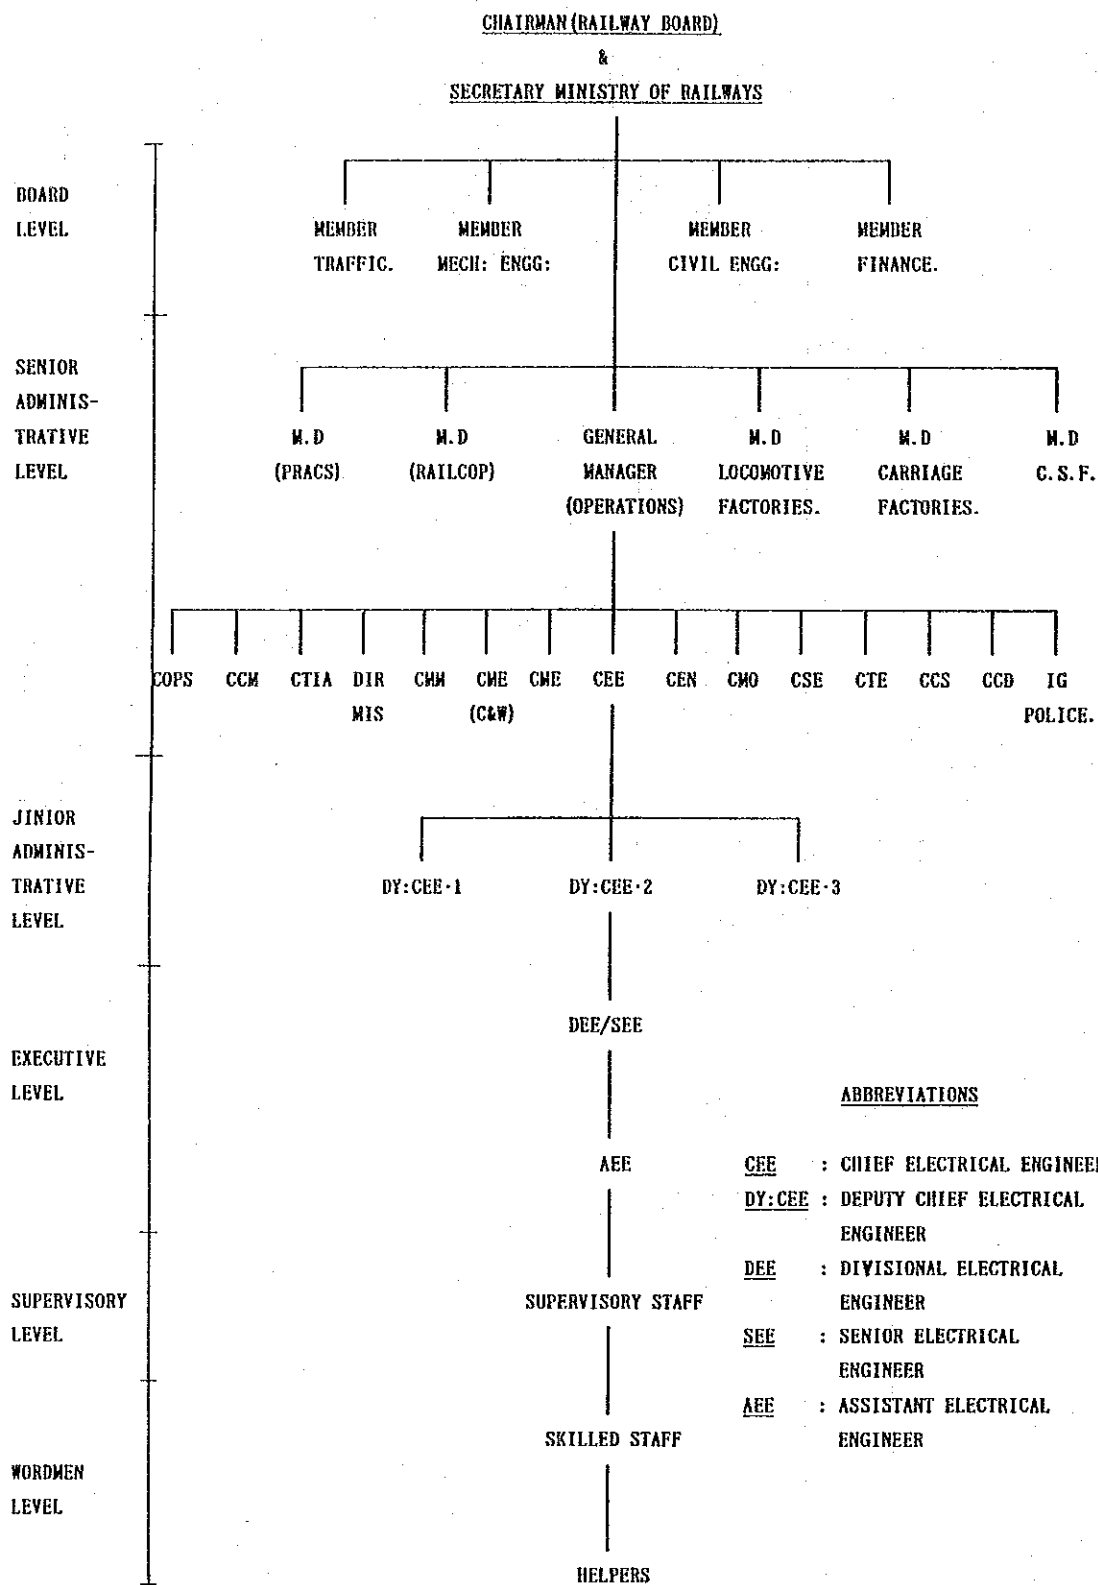 CHAIRMAN(RAILWAY BOARD)
&
SECRETARY MINISTRY OF RAILWAYS
BOARD
LEVEL
MEMBER MEMBER MEMBER MEMBER
TRAFFIC. MECH: ENGG: CIVIL ENGG: FINANCE.
SENIOR
ADMINIS-
TRATIVE
LEVEL
M.D M.D GENERAL M.D M.D M.D
(PRACS) (RAILCOP) MANAGER LOCOMOTIVE CARRIAGE C.S.F.
(OPERATIONS) FACTORIES. FACTORIES.
COPS CCM CTIA DIR CMM CME CME CEE CEN CMO CSE CTE CCS CCD IG
MIS (C&W) POLICE.
JINIOR
ADMINIS-
TRATIVE
LEVEL
DY:CEE·1 DY:CEE·2 DY:CEE·3
DEE/SEE
EXECUTIVE
LEVEL
ABBREVIATIONS
AEE
CEE : CHIEF ELECTRICAL ENGINEE
DY:CEE : DEPUTY CHIEF ELECTRICAL
ENGINEER
DEE : DIVISIONAL ELECTRICAL
ENGINEER
SEE : SENIOR ELECTRICAL
ENGINEER
AEE : ASSISTANT ELECTRICAL
ENGINEER
SUPERVISORY
LEVEL
SUPERVISORY STAFF
SKILLED STAFF
WORDMEN
LEVEL
HELPERS